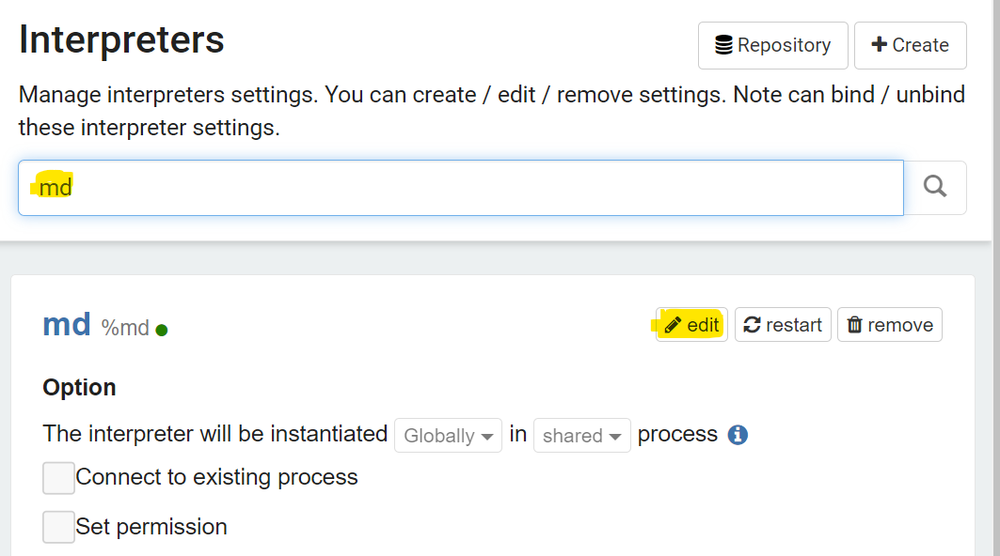 Interpreters
Repository
Create
Manage interpreters settings. You can create / edit / remove settings. Note can bind / unbind
these interpreter settings.
md
md %md
edit
restart
remove
Option
The interpreter will be instantiated Globally in shared process
Connect to existing process
Set permission